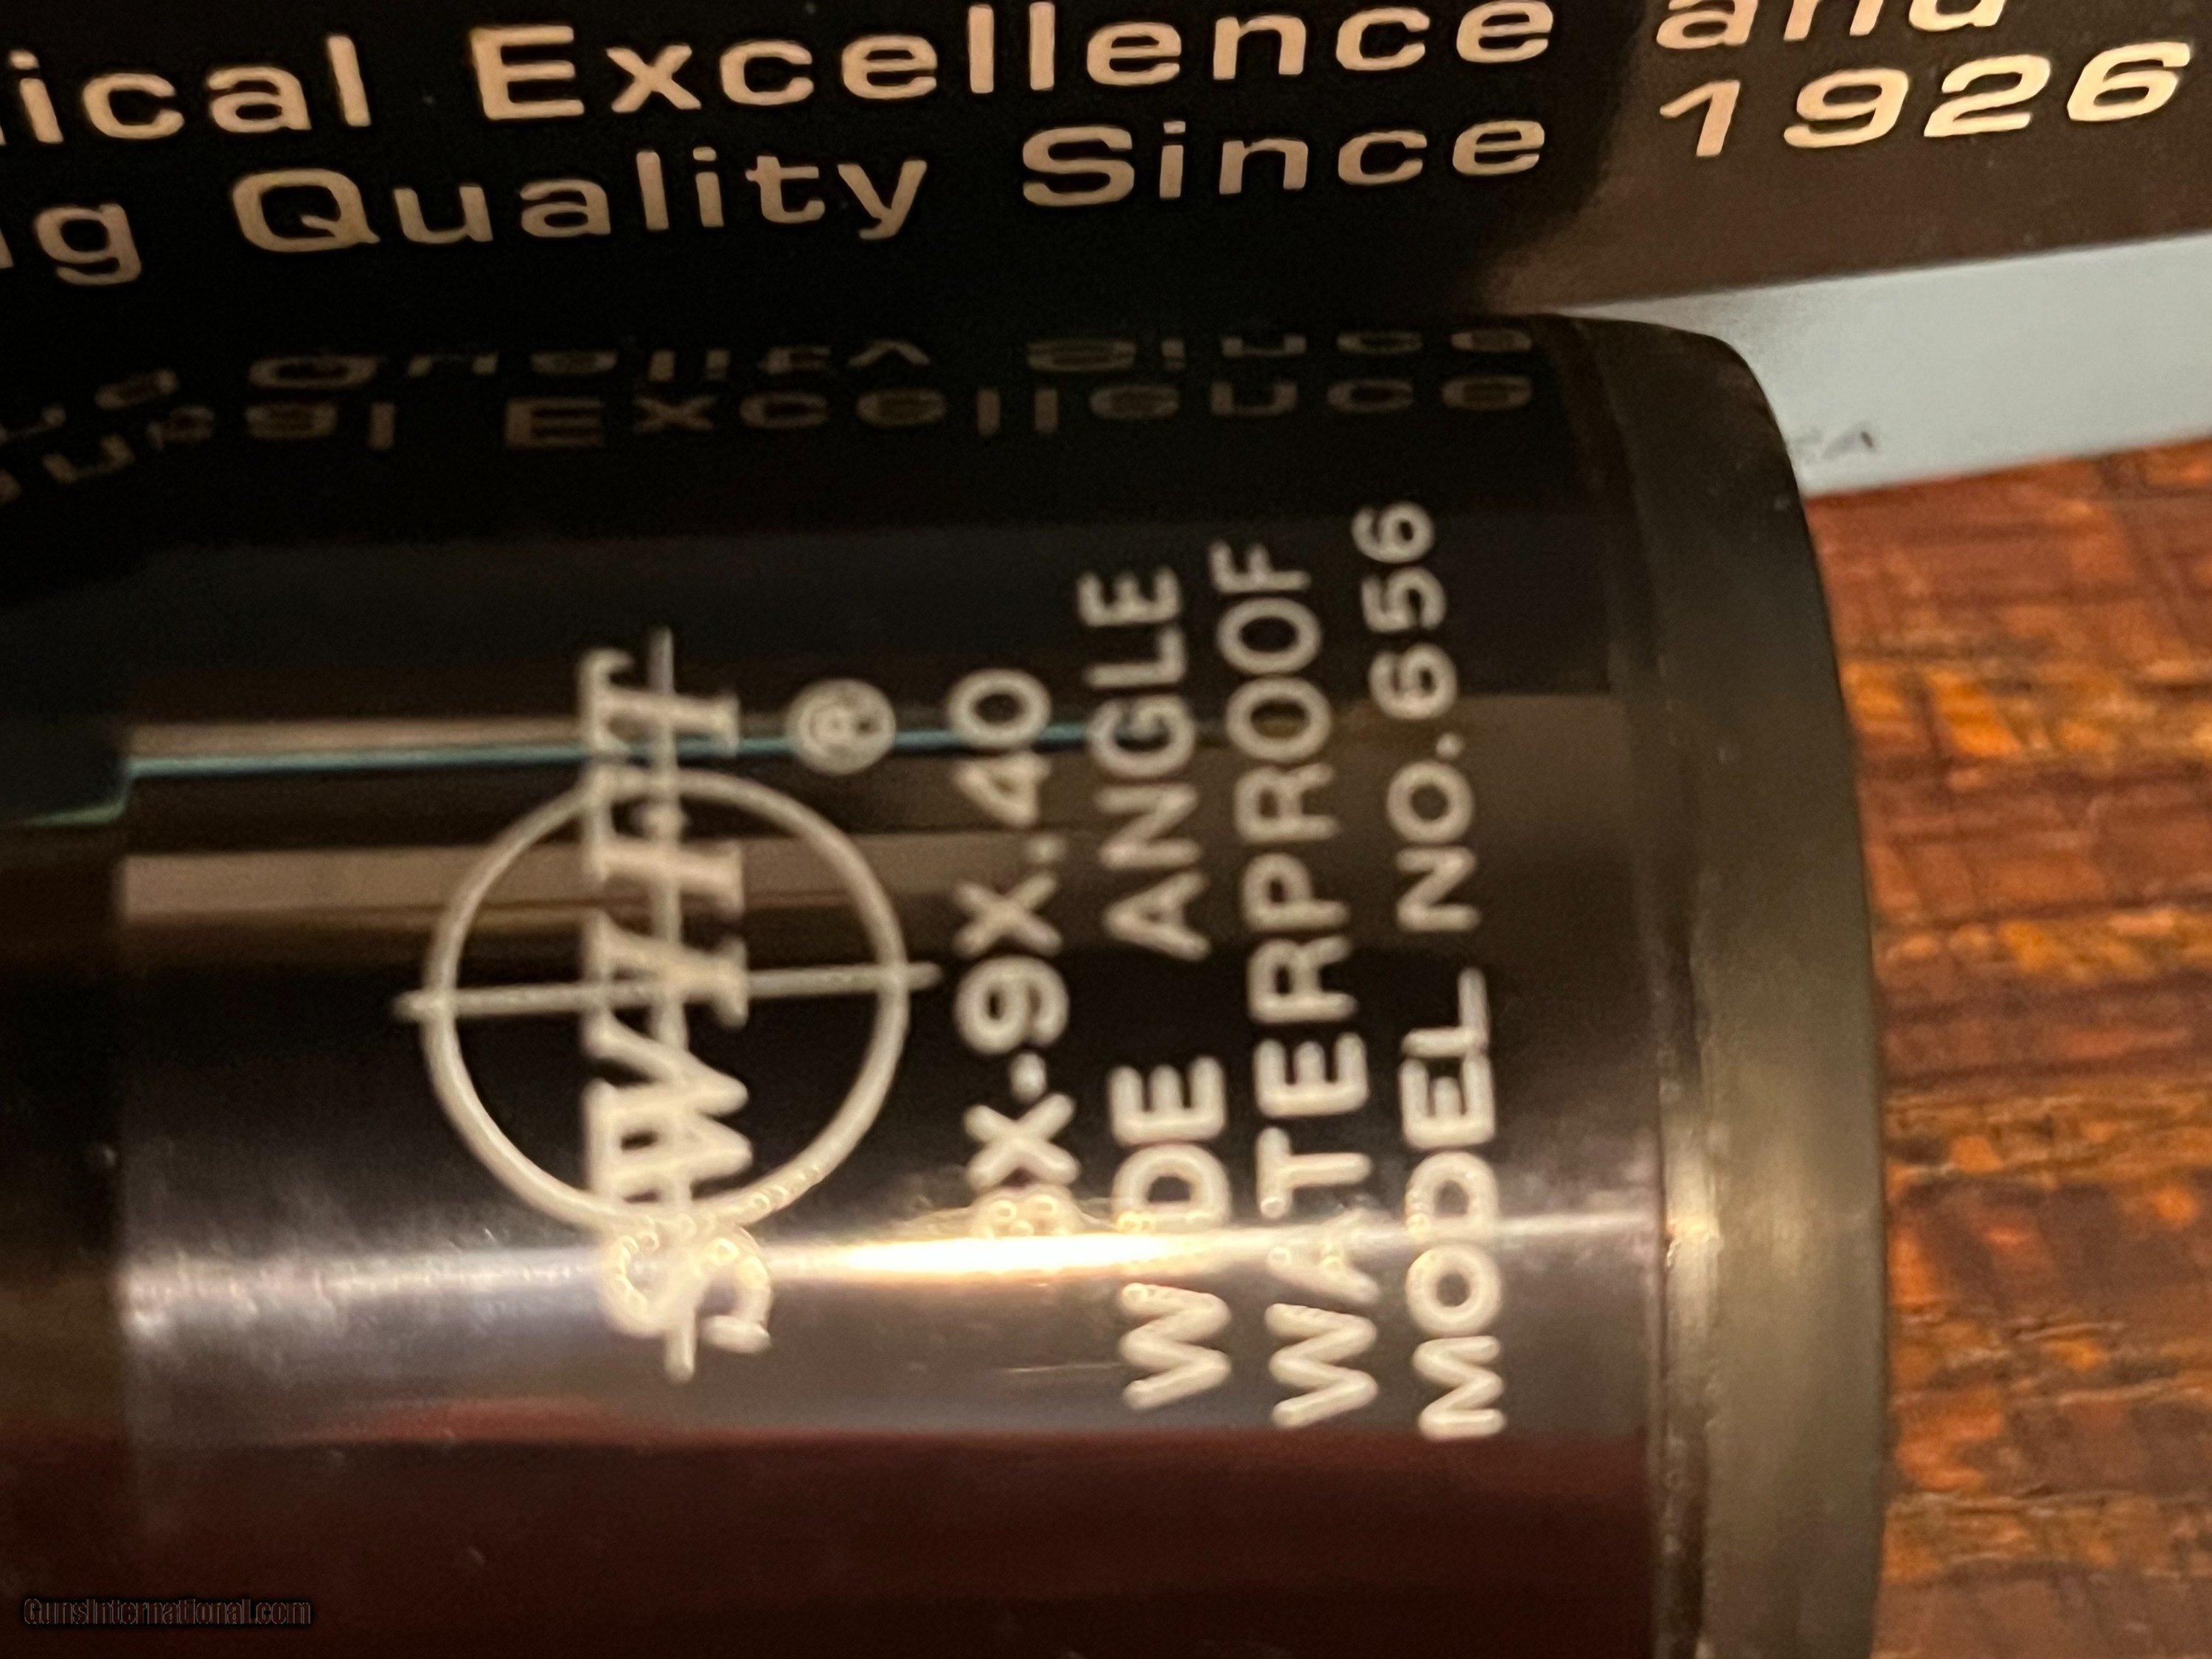 ical Excellence and
g Quality Since 1926
SWIFT®
3X-9X.40
WIDE ANGLE
WATERPROOF
MODEL NO.656
GunsInternational.com